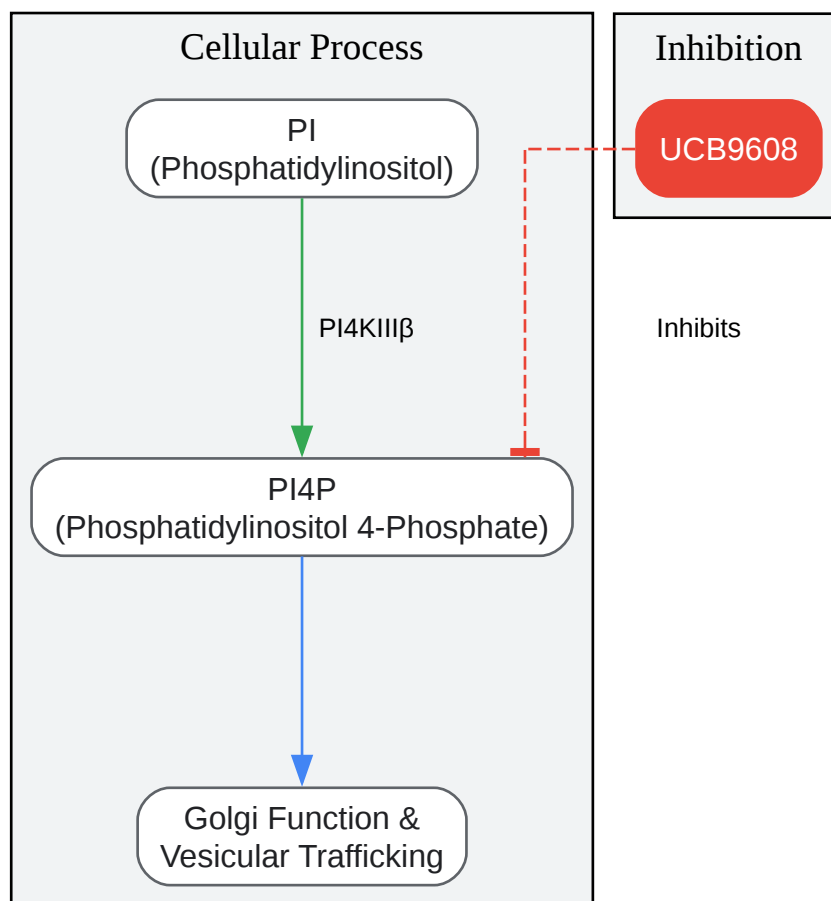 Cellular Process
PI
(Phosphatidylinositol)
PI4KIIIβ
PI4P
(Phosphatidylinositol 4-Phosphate)
Golgi Function &
Vesicular Trafficking
Inhibition
UCB9608
Inhibits